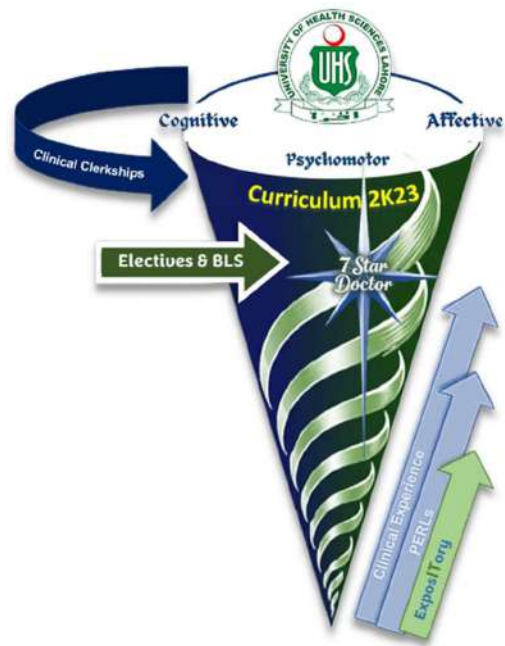 UNIVERSITY OF HEALTH SCIENCES LAHORE
UHS
Cognitive
Affective
Psychomotor
Clinical Clerkships
Curriculum 2K23
Electives & BLS
7 Star
Doctor
Clinical Experience
PERLs
ExposITory